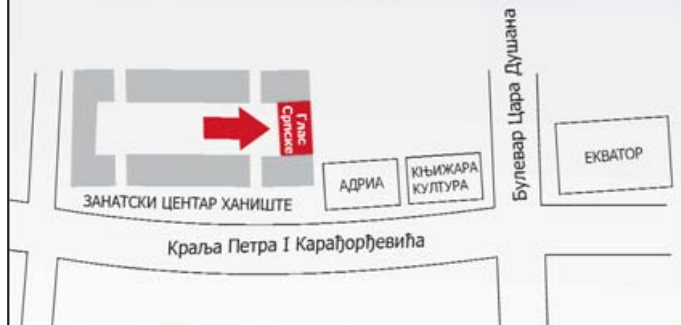 Глас
Српске
ЗАНАТСКИ ЦЕНТАР ХАНИШТЕ
АДРИА
КЊИЖАРА
КУЛТУРА
Булевар Цара Душана
ЕКВАТОР
Краља Петра I Карађорђевића